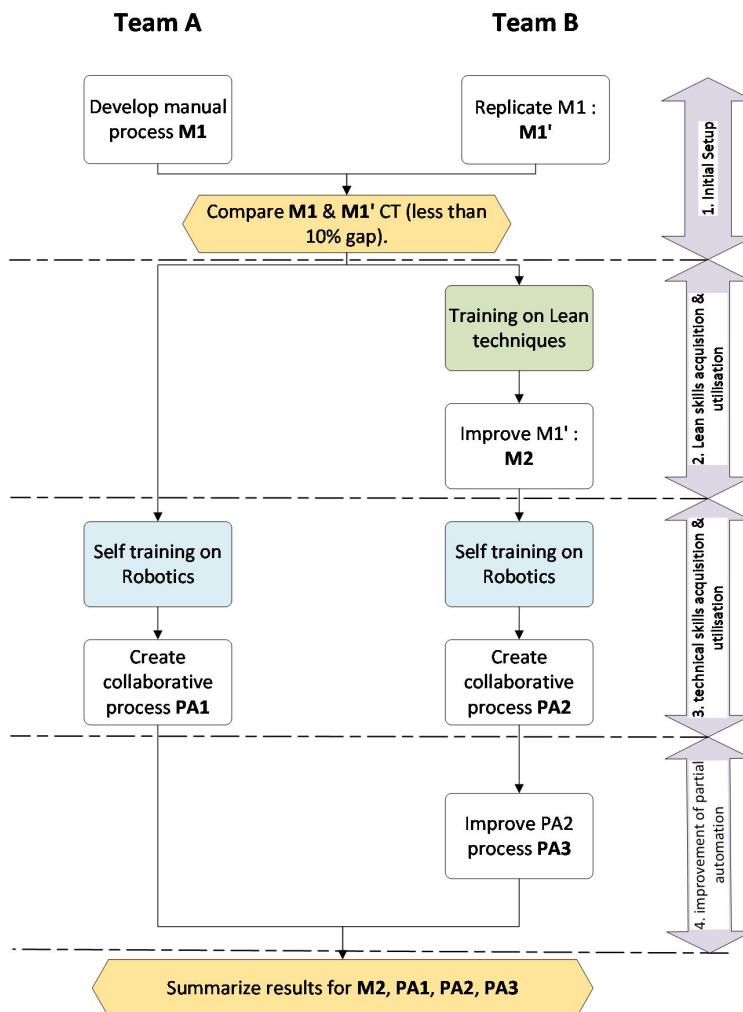 Team A
Team B
Develop manual
process M1
Replicate M1 :
M1'
Compare M1 & M1' CT (less than
10% gap).
1. Initial Setup
Training on Lean
techniques
Improve M1' :
M2
2. Lean skills acquisition &
utilisation
Self training on
Robotics
Self training on
Robotics
Create
collaborative
process PA1
Create
collaborative
process PA2
3. technical skills acquisition &
utilisation
Improve PA2
process PA3
4. improvement of partial
automation
Summarize results for M2, PA1, PA2, PA3